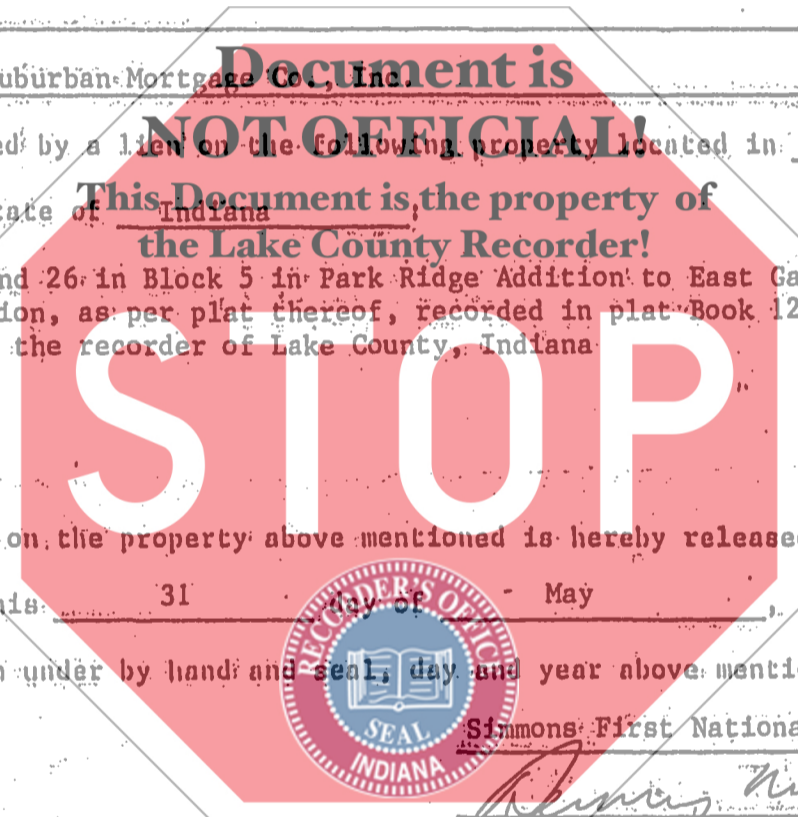 uburban Mortgage Co., Inc.
Document is
ed by a lien on the following property located in
NOT OFFICIAL!
This Document is the property of
tate of Indiana ;
the Lake County Recorder!
nd 26 in Block 5 in Park Ridge Addition to East Ga
ion, as per plat thereof, recorded in plat Book 12
the recorder of Lake County, Indiana
STOP
on the property above mentioned is hereby release
his 31 day of May ,
RECORDER'S OFFICE
n under by hand and seal, day and year above menti
SEAL
Simmons First Nationa
INDIANA